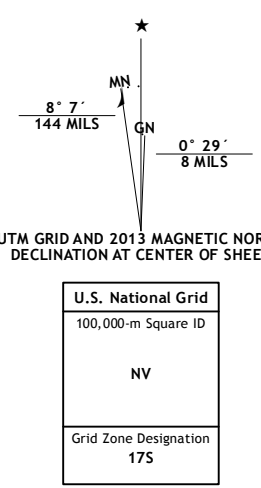 ★
MN
8° 7´
144 MILS
GN
0° 29´
8 MILS
UTM GRID AND 2013 MAGNETIC NOR
DECLINATION AT CENTER OF SHEE
U.S. National Grid
100,000-m Square ID
NV
Grid Zone Designation
17S